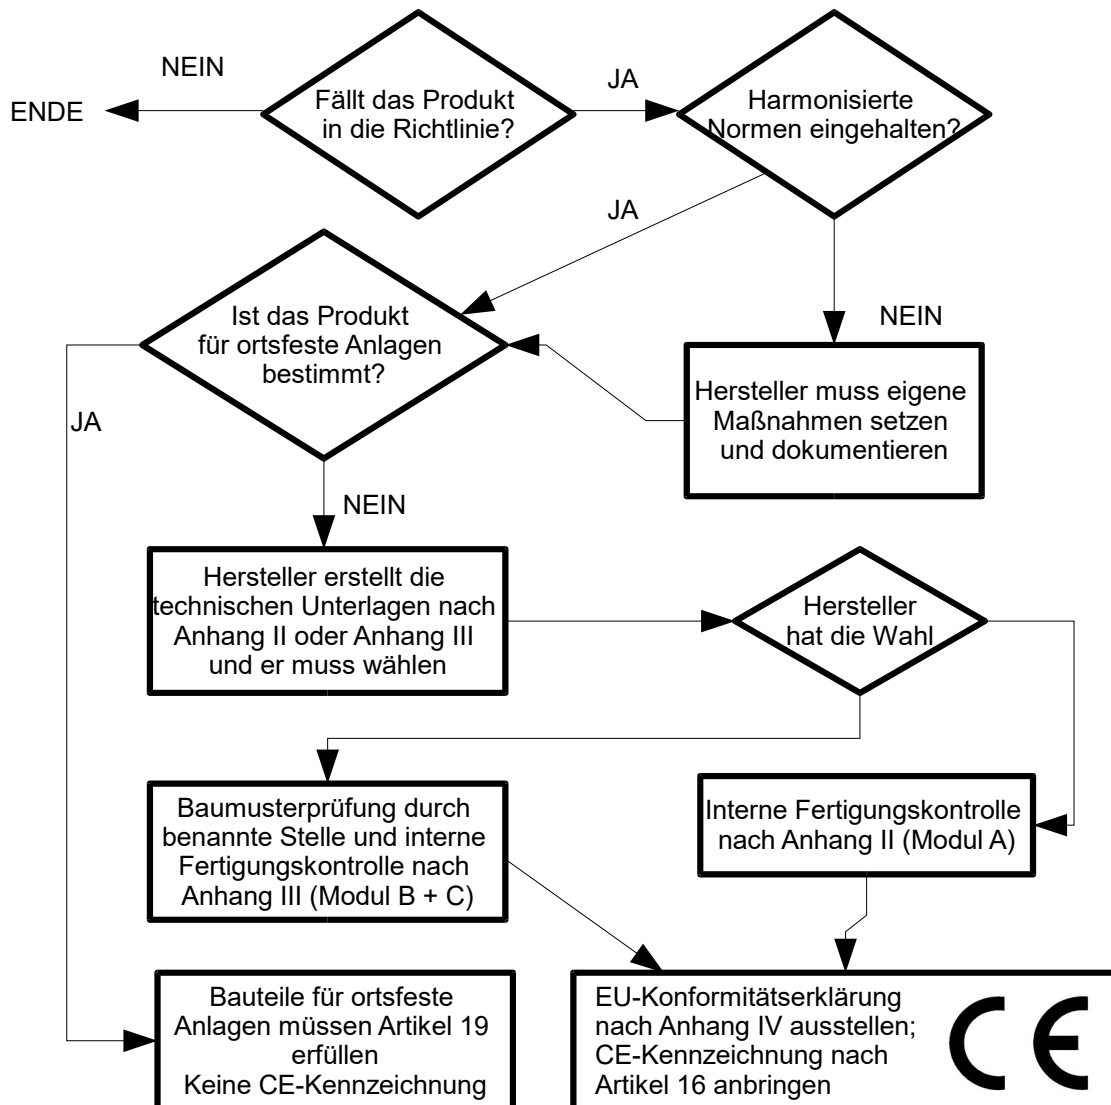 NEIN
ENDE
Fällt das Produkt
in die Richtlinie?
JA
Harmonisierte
Normen eingehalten?
JA
NEIN
Ist das Produkt
für ortsfeste Anlagen
bestimmt?
Hersteller muss eigene
Maßnahmen setzen
und dokumentieren
JA
NEIN
Hersteller erstellt die
technischen Unterlagen nach
Anhang II oder Anhang III
und er muss wählen
Hersteller
hat die Wahl
Baumusterprüfung durch
benannte Stelle und interne
Fertigungskontrolle nach
Anhang III (Modul B + C)
Interne Fertigungskontrolle
nach Anhang II (Modul A)
Bauteile für ortsfeste
Anlagen müssen Artikel 19
erfüllen
Keine CE-Kennzeichnung
EU-Konformitätserklärung
nach Anhang IV ausstellen;
CE-Kennzeichnung nach
Artikel 16 anbringen
CE